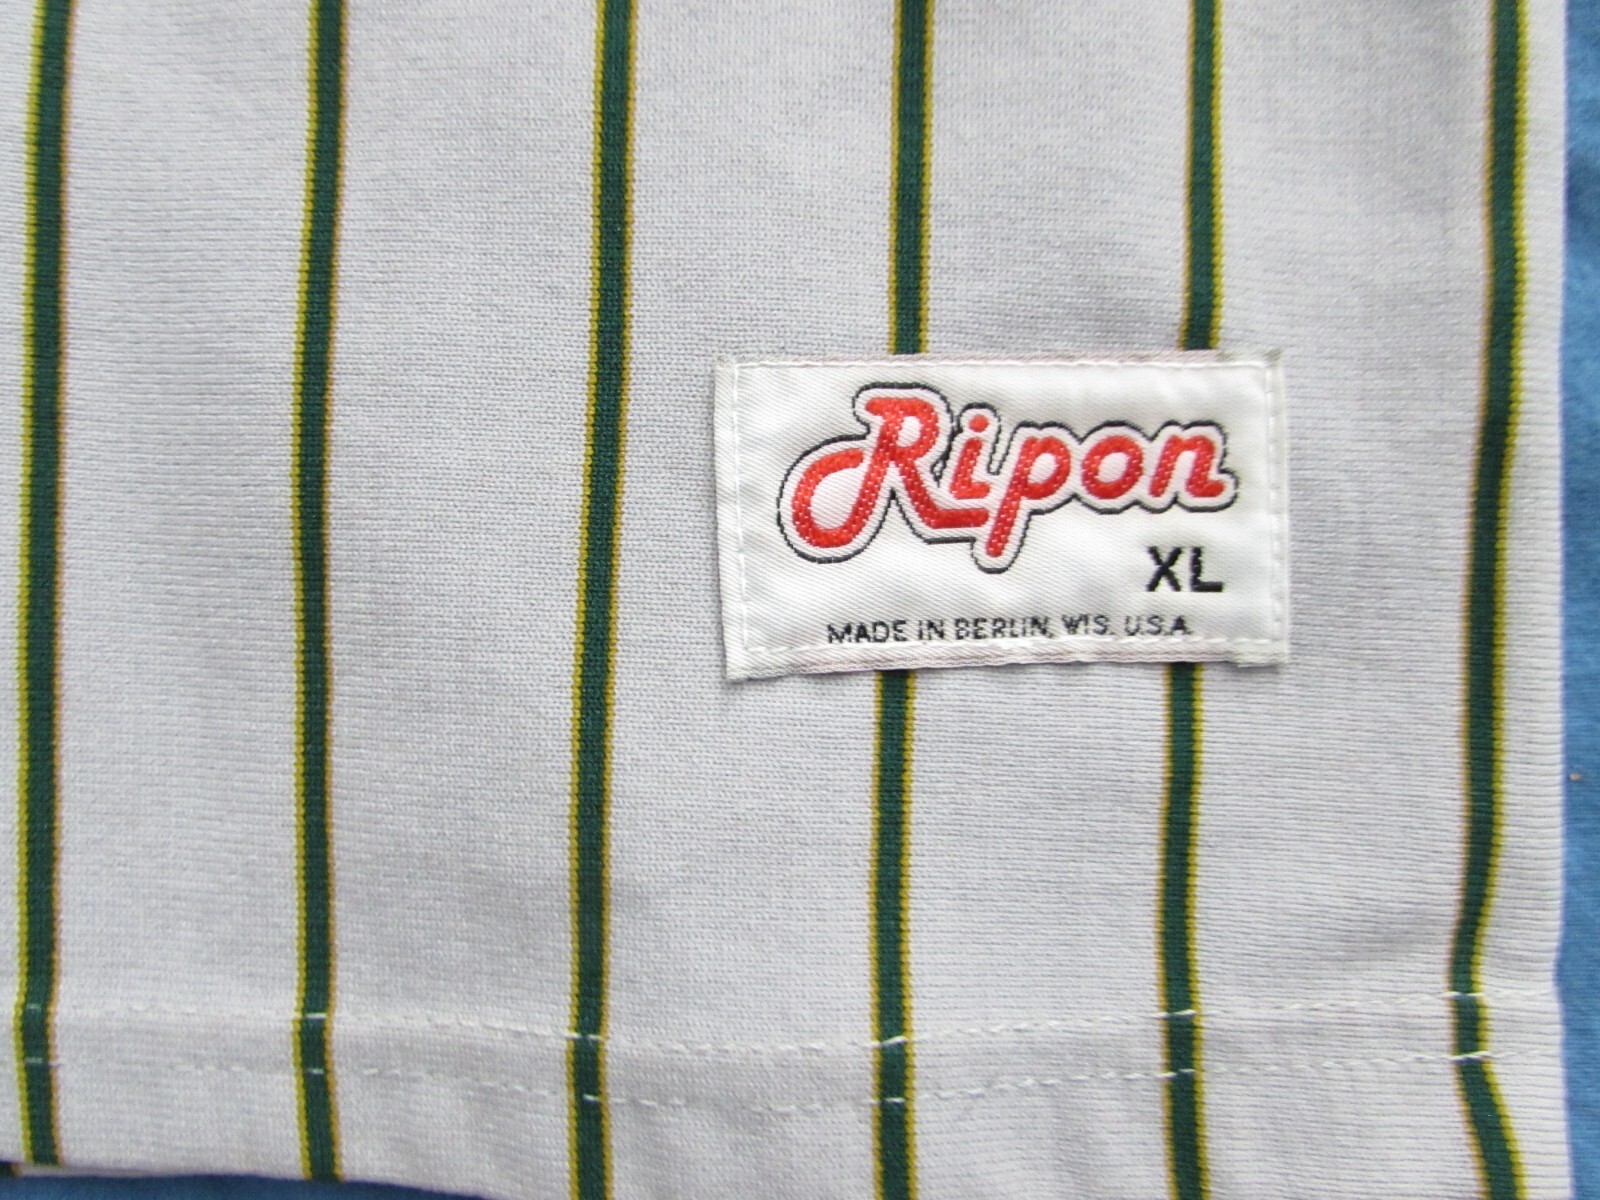 Ripon
XL
MADE IN BERLIN, WIS. U.S.A.